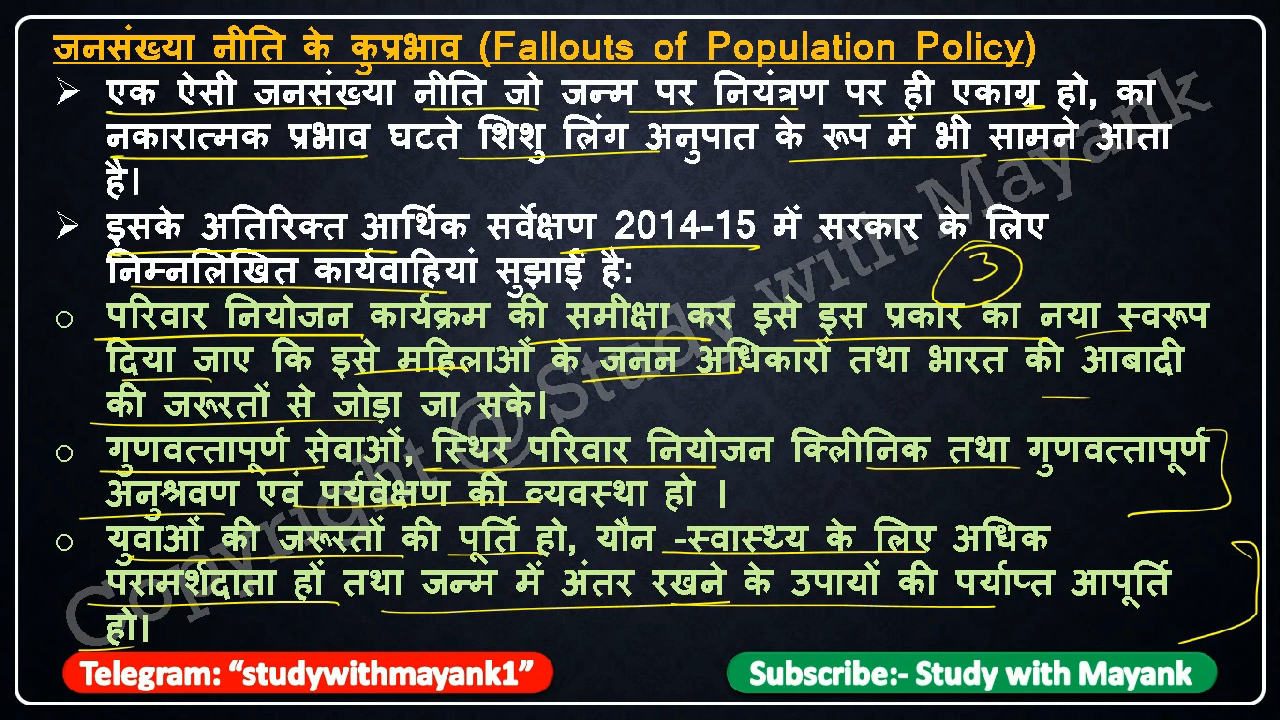 जनसंख्या नीति के कुप्रभाव (Fallouts of Population Policy)
➢ एक ऐसी जनसंख्या नीति जो जन्म पर नियंत्रण पर ही एकाग्र हो, का
नकारात्मक प्रभाव घटते शिशु लिंग अनुपात के रूप में भी सामने आता
है।
➢ इसके अतिरिक्त आर्थिक सर्वेक्षण 2014-15 में सरकार के लिए
निम्नलिखित कार्यवाहियां सुझाई है:
3
o परिवार नियोजन कार्यक्रम की समीक्षा कर इसे इस प्रकार का नया स्वरूप
दिया जाए कि इसे महिलाओं के जनन अधिकारों तथा भारत की आबादी
की जरूरतों से जोड़ा जा सके।
o गुणवत्तापूर्ण सेवाओं, स्थिर परिवार नियोजन क्लीनिक तथा गुणवत्तापूर्ण
अनुश्रवण एवं पर्यवेक्षण की व्यवस्था हो ।
o युवाओं की जरूरतों की पूर्ति हो, यौन -स्वास्थ्य के लिए अधिक
परामर्शदाता हों तथा जन्म में अंतर रखने के उपायों की पर्याप्त आपूर्ति
हो।
Copyright @ Study with Mayank
Telegram: “studywithmayank1”
Subscribe:- Study with Mayank